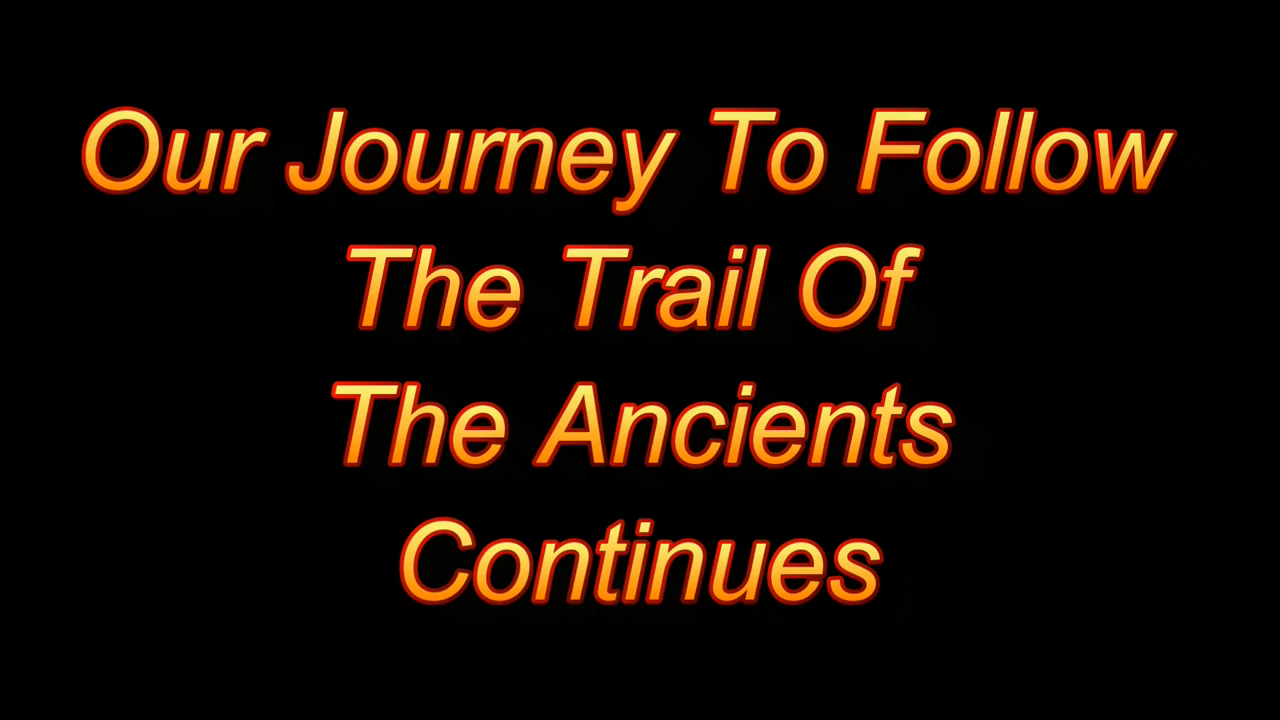 Our Journey To Follow
The Trail Of
The Ancients
Continues